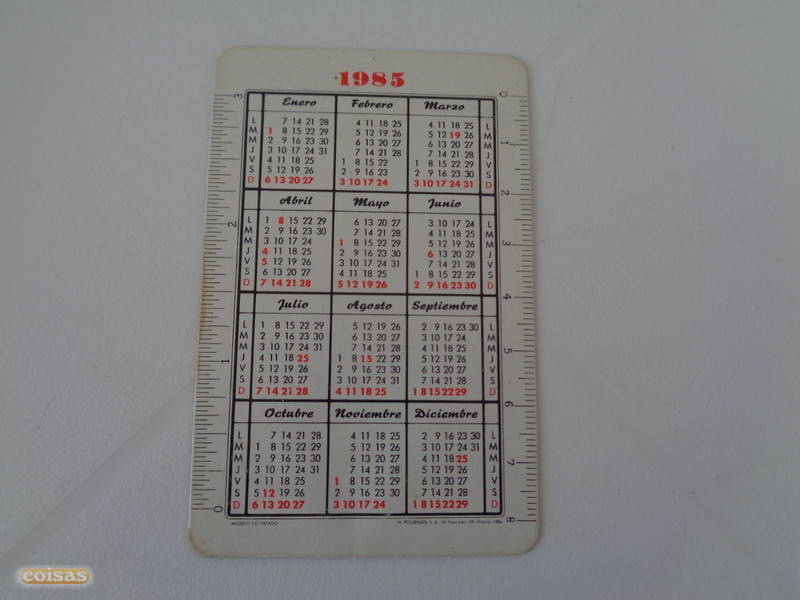 1985
Enero Febrero Marzo
L 7 14 21 28 4 11 18 25 4 11 18 25 L
M 1 8 15 22 29 5 12 19 26 5 12 19 26 M
M 2 9 16 23 30 6 13 20 27 6 13 20 27 M
J 3 10 17 24 31 7 14 21 28 7 14 21 28 J
V 4 11 18 25 1 8 15 22 1 8 15 22 29 V
S 5 12 19 26 2 9 16 23 2 9 16 23 30 S
D 6 13 20 27 3 10 17 24 3 10 17 24 31 D
Abril Mayo Junio
L 1 8 15 22 29 6 13 20 27 3 10 17 24 L
M 2 9 16 23 30 7 14 21 28 4 11 18 25 M
M 3 10 17 24 1 8 15 22 29 5 12 19 26 M
J 4 11 18 25 2 9 16 23 30 6 13 20 27 J
V 5 12 19 26 3 10 17 24 31 7 14 21 28 V
S 6 13 20 27 4 11 18 25 1 8 15 22 29 S
D 7 14 21 28 5 12 19 26 2 9 16 23 30 D
Julio Agosto Septiembre
L 1 8 15 22 29 5 12 19 26 2 9 16 23 30 L
M 2 9 16 23 30 6 13 20 27 3 10 17 24 M
M 3 10 17 24 31 7 14 21 28 4 11 18 25 M
J 4 11 18 25 1 8 15 22 29 5 12 19 26 J
V 5 12 19 26 2 9 16 23 30 6 13 20 27 V
S 6 13 20 27 3 10 17 24 31 7 14 21 28 S
D 7 14 21 28 4 11 18 25 1 8 15 22 29 D
Octubre Noviembre Diciembre
L 7 14 21 28 4 11 18 25 2 9 16 23 30 L
M 1 8 15 22 29 5 12 19 26 3 10 17 24 31 M
M 2 9 16 23 30 6 13 20 27 4 11 18 25 M
J 3 10 17 24 31 7 14 21 28 5 12 19 26 J
V 4 11 18 25 1 8 15 22 29 6 13 20 27 V
S 5 12 19 26 2 9 16 23 30 7 14 21 28 S
D 6 13 20 27 3 10 17 24 1 8 15 22 29 D
3 2 1 0
0 1 2 3 4 5 6 7 8
MODELO PATENTADO
H. FOURNIER, S. A.
coisas